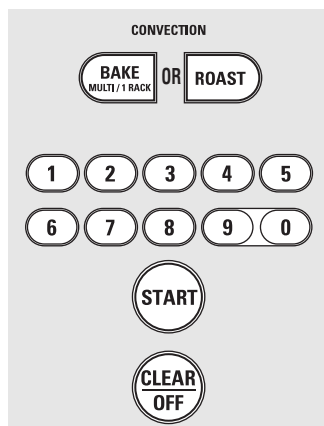 CONVECTION
BAKE OR ROAST
MULTI / 1 RACK
1 2 3 4 5
6 7 8 9 0
START
CLEAR
OFF